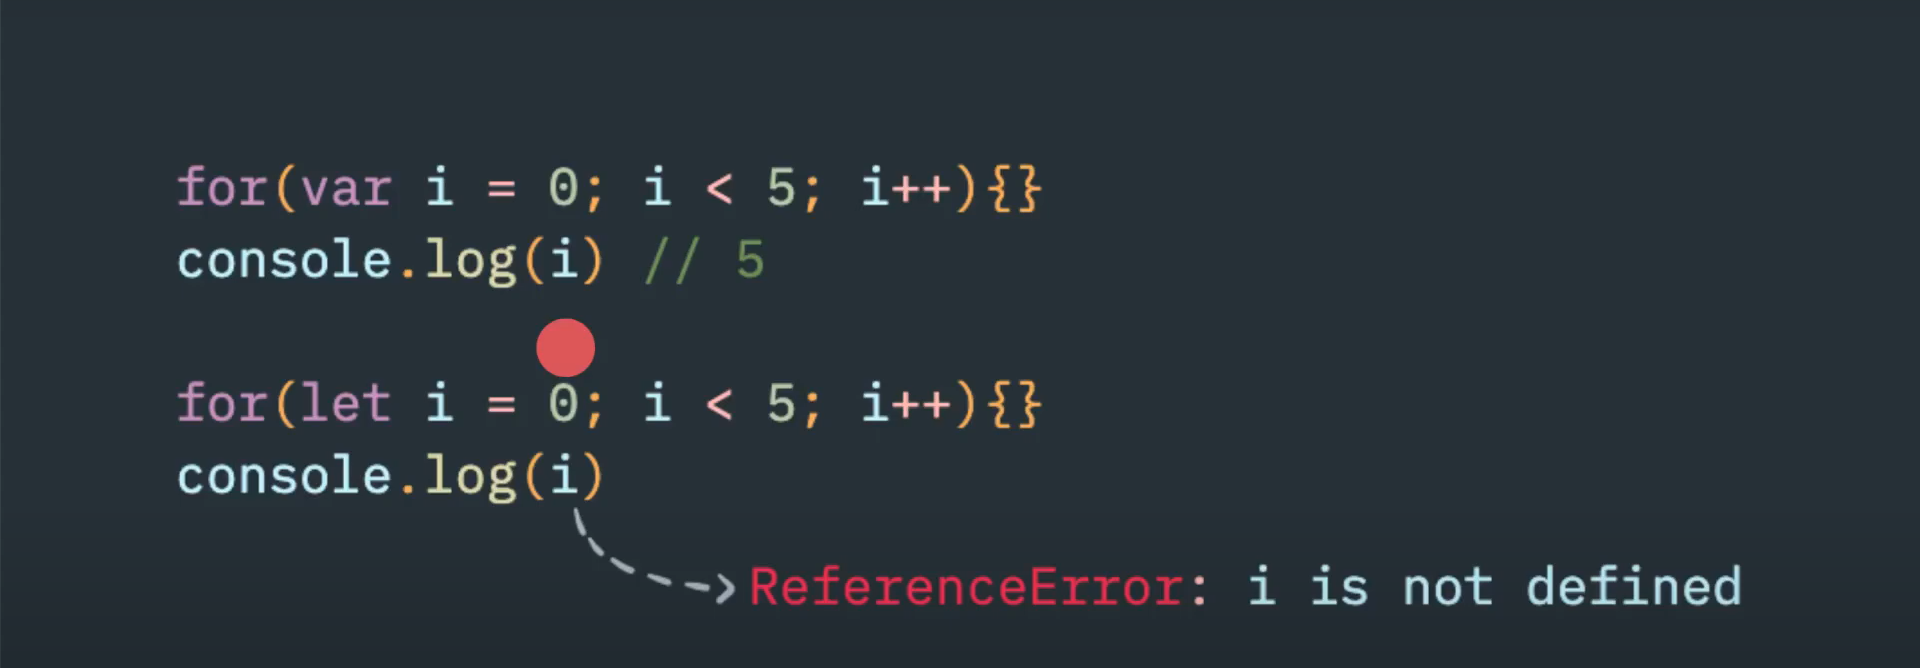 for(var i = 0; i < 5; i++){}
console.log(i) // 5
for(let i = 0; i < 5; i++){}
console.log(i)
ReferenceError: i is not defined